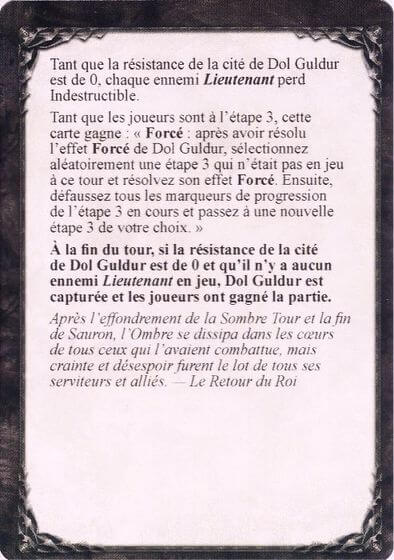 Tant que la résistance de la cité de Dol Guldur
est de 0, chaque ennemi Lieutenant perd
Indestructible.
Tant que les joueurs sont à l'étape 3, cette
carte gagne : « Forcé : après avoir résolu
l'effet Forcé de Dol Guldur, sélectionnez
aléatoirement une étape 3 qui n'était pas en jeu
à ce tour et résolvez son effet Forcé. Ensuite,
défaussez tous les marqueurs de progression
de l'étape 3 en cours et passez à une nouvelle
étape 3 de votre choix. »
À la fin du tour, si la résistance de la cité
de Dol Guldur est de 0 et qu'il n'y a aucun
ennemi Lieutenant en jeu, Dol Guldur est
capturée et les joueurs ont gagné la partie.
Après l'effondrement de la Sombre Tour et la fin
de Sauron, l'Ombre se dissipa dans les cœurs
de tous ceux qui l'avaient combattue, mais
crainte et désespoir furent le lot de tous ses
serviteurs et alliés. — Le Retour du Roi